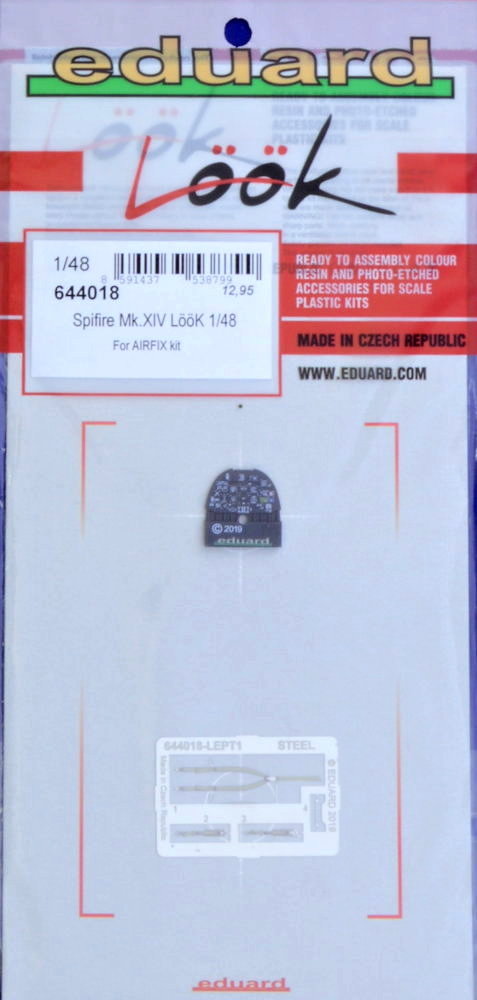 eduard
Löök
READY TO ASSEMBLY COLOUR
RESIN AND PHOTO-ETCHED
ACCESSORIES FOR SCALE
PLASTIC KITS
MADE IN CZECH REPUBLIC
WWW.EDUARD.COM
1/48
8 591437 538799
644018
12,95
Spifire Mk.XIV LööK 1/48
For AIRFIX kit
© 2019
eduard
644018-LEPT1 STEEL
Made in Czech Republic
© EDUARD 2019
1
2
3
4
eduard